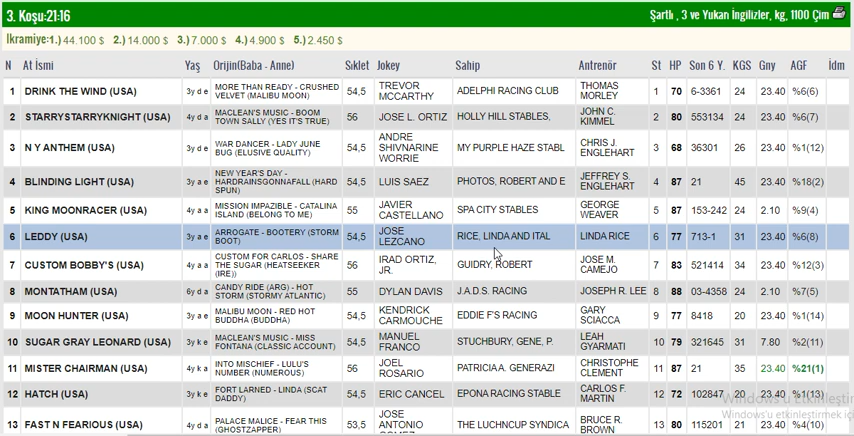 3. Koşu:21:16 Şartlı , 3 ve Yukarı İngilizler, kg, 1100 Çim
İkramiye:1.) 44.100 $ 2.) 14.000 $ 3.) 7.000 $ 4.) 4.900 $ 5.) 2.450 $
N At İsmi Yaş Orijin(Baba - Anne) Sıklet Jokey Sahip Antrenör St HP Son 6 Y. KGS Gny AGF İdm
1 DRINK THE WIND (USA) 3y d e MORE THAN READY - CRUSHED VELVET (MALIBU MOON) 54,5 TREVOR MCCARTHY ADELPHI RACING CLUB THOMAS MORLEY 1 70 6-3361 24 23.40 %6(6)
2 STARRYSTARRYKNIGHT (USA) 4y d a MACLEAN'S MUSIC - BOOM TOWN SALLY (YES IT'S TRUE) 56 JOSE L. ORTIZ HOLLY HILL STABLES, JOHN C. KIMMEL 2 80 553134 24 23.40 %6(7)
3 N Y ANTHEM (USA) 3y d e WAR DANCER - LADY JUNE BUG (ELUSIVE QUALITY) 54,5 ANDRE SHIVNARINE WORRIE MY PURPLE HAZE STABL CHRIS J. ENGLEHART 3 68 36301 26 23.40 %1(12)
4 BLINDING LIGHT (USA) 3y a e NEW YEAR'S DAY - HARDRAINSGONNAFALL (HARD SPUN) 54,5 LUIS SAEZ PHOTOS, ROBERT AND E JEFFREY S. ENGLEHART 4 87 21 45 23.40 %18(2)
5 KING MOONRACER (USA) 4y a a MISSION IMPAZIBLE - CATALINA ISLAND (BELONG TO ME) 55 JAVIER CASTELLANO SPA CITY STABLES GEORGE WEAVER 5 87 153-242 24 2.10 %9(4)
6 LEDDY (USA) 3y a e ARROGATE - BOOTERY (STORM BOOT) 54,5 JOSE LEZCANO RICE, LINDA AND ITAL LINDA RICE 6 77 713-1 31 23.40 %6(8)
7 CUSTOM BOBBY'S (USA) 4y a a CUSTOM FOR CARLOS - SHARE THE SUGAR (HEATSEEKER (IRE)) 56 IRAD ORTIZ, JR. GUIDRY, ROBERT JOSE M. CAMEJO 7 83 521414 34 23.40 %12(3)
8 MONTATHAM (USA) 6y d a CANDY RIDE (ARG) - HOT STORM (STORMY ATLANTIC) 55 DYLAN DAVIS J.A.D.S. RACING JOSEPH R. LEE 8 88 03-4358 24 2.10 %7(5)
9 MOON HUNTER (USA) 3y a e MALIBU MOON - RED HOT BUDDHA (BUDDHA) 54,5 KENDRICK CARMOUCHE EDDIE F'S RACING GARY SCIACCA 9 77 8418 20 23.40 %1(14)
10 SUGAR GRAY LEONARD (USA) 3y k e MACLEAN'S MUSIC - MISS FONTANA (CLASSIC ACCOUNT) 54,5 MANUEL FRANCO STUCHBURY, GENE, P. LEAH GYARMATI 10 79 321645 31 7.80 %2(11)
11 MISTER CHAIRMAN (USA) 4y k a INTO MISCHIEF - LULU'S NUMBER (NUMEROUS) 56 JOEL ROSARIO PATRICIA A. GENERAZI CHRISTOPHE CLEMENT 11 87 21 35 23.40 %21(1)
12 HATCH (USA) 3y k e FORT LARNED - LINDA (SCAT DADDY) 54,5 ERIC CANCEL EPONA RACING STABLE CARLOS F. MARTIN 12 72 102847 20 23.40 %1(13)
13 FAST N FEARIOUS (USA) 4y d a PALACE MALICE - FEAR THIS (GHOSTZAPPER) 53,5 JOSE ANTONIO GOMEZ THE LUCHNCUP SYNDICA BRUCE R. BROWN 13 80 115201 21 23.40 %4(10)
Windows'u Etkinleştir
Windows'u etkinleştirmek içi